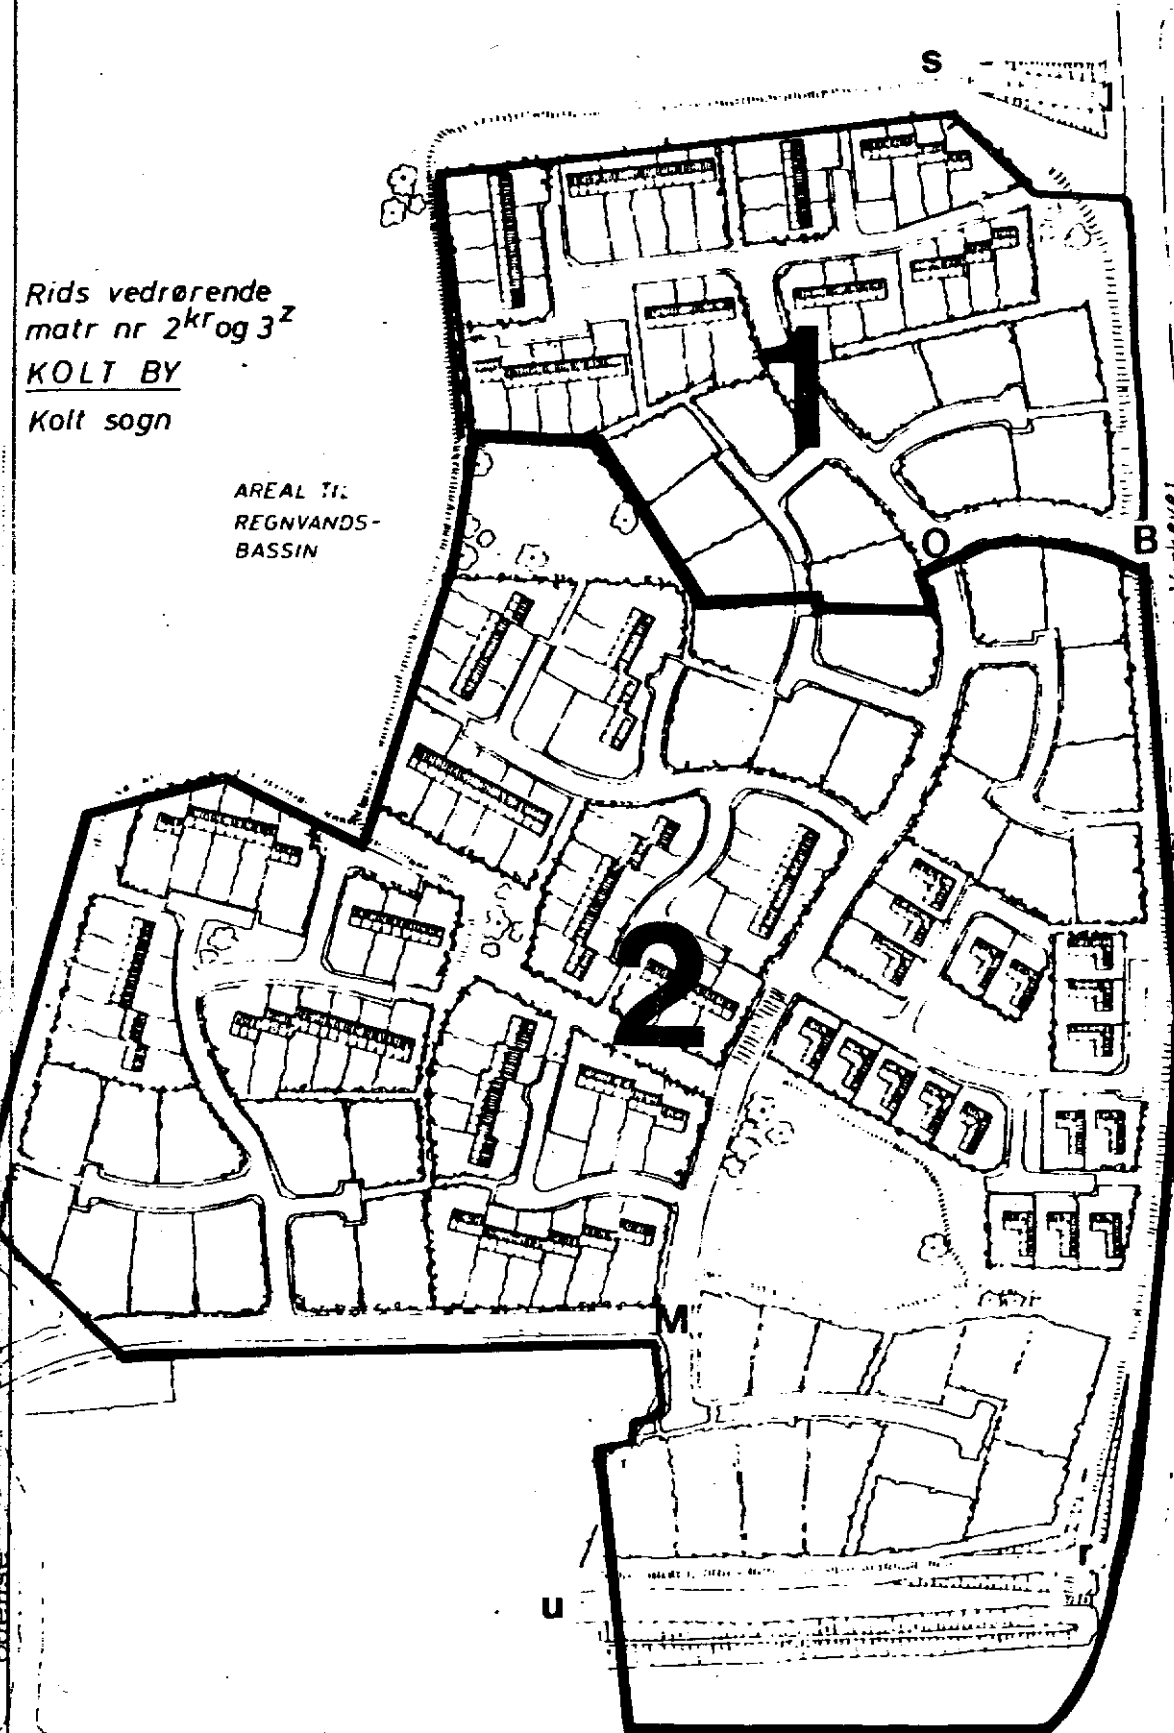 s
Rids vedrørende
matr nr 2kr og 3z
KOLT BY
Kolt sogn
1
AREAL TIL
REGNVANDS-
BASSIN
O
B
2
M
r
u